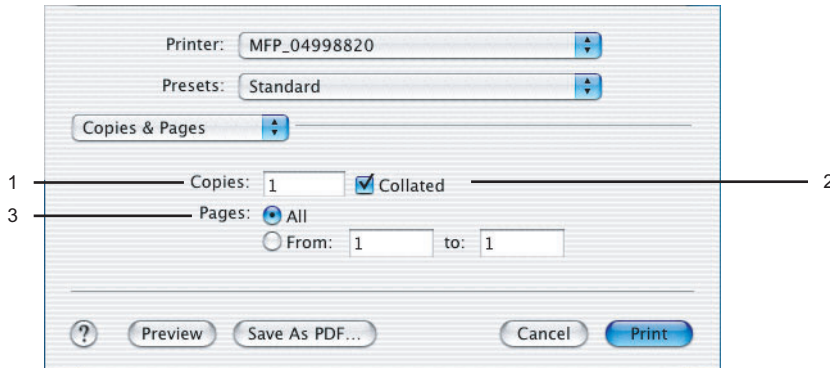 Printer: MFP_04998820
Presets: Standard
Copies & Pages
1 Copies: 1 Collated 2
3 Pages: All
From: 1 to: 1
? Preview Save As PDF... Cancel Print